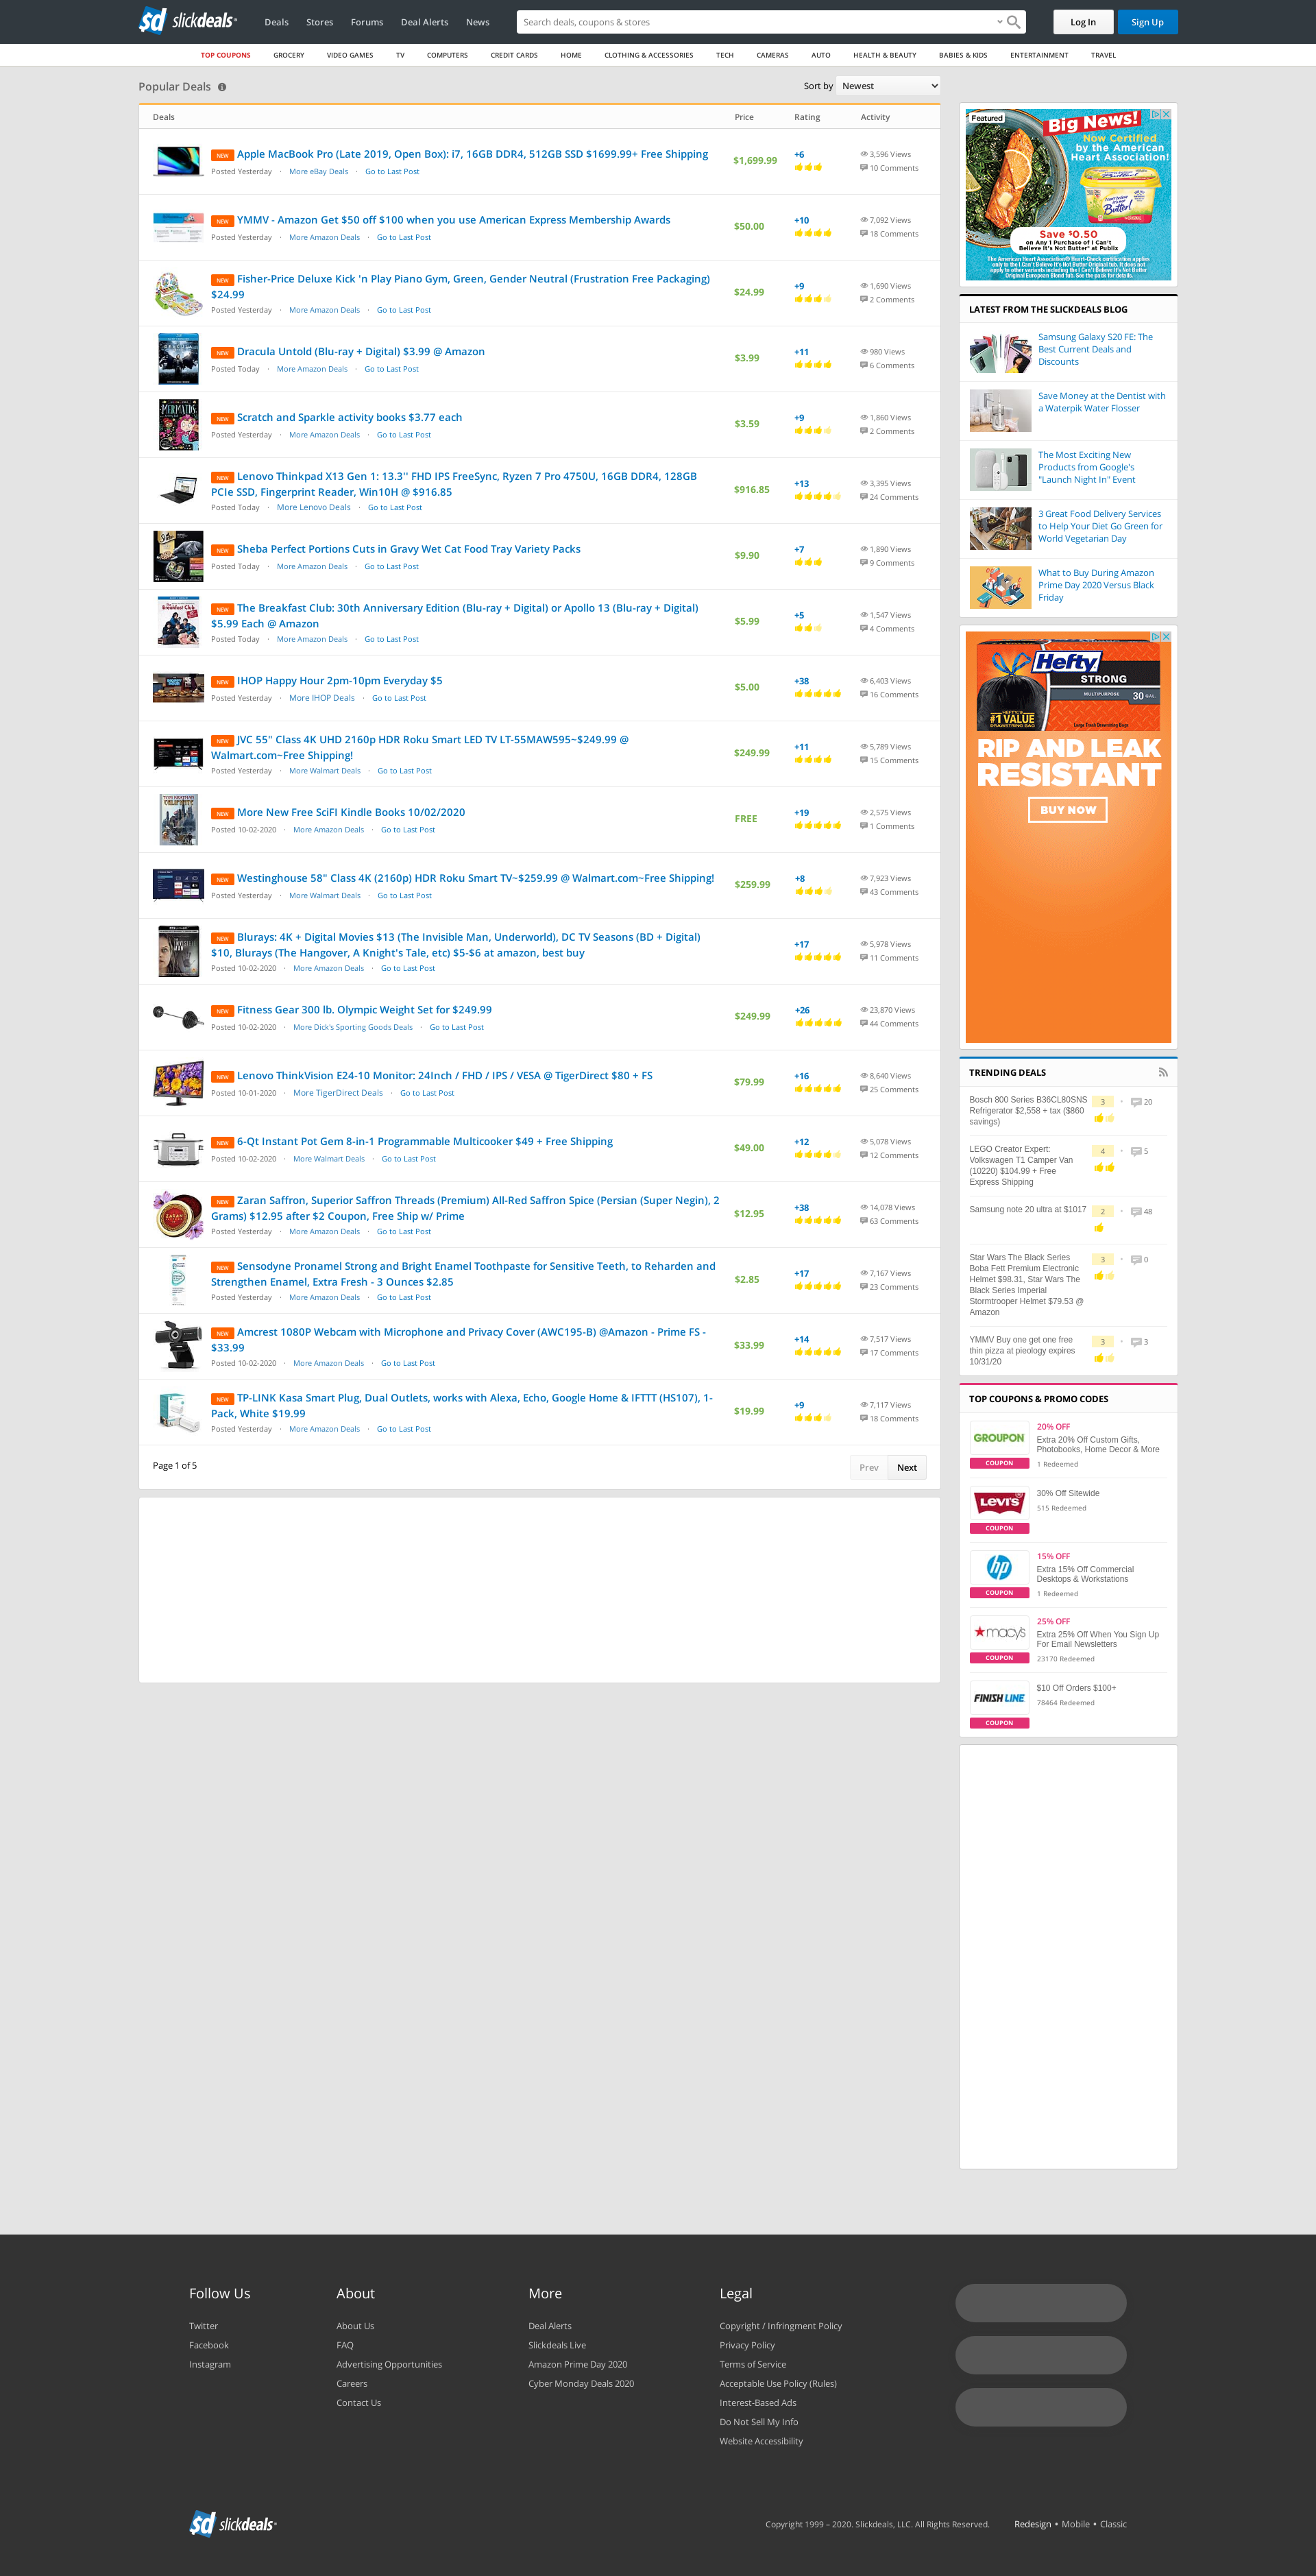 slickdeals
Deals
Stores
Forums
Deal Alerts
News
Search deals, coupons & stores
Log In
Sign Up
TOP COUPONS
GROCERY
VIDEO GAMES
TV
COMPUTERS
CREDIT CARDS
HOME
CLOTHING & ACCESSORIES
TECH
CAMERAS
AUTO
HEALTH & BEAUTY
BABIES & KIDS
ENTERTAINMENT
TRAVEL
Popular Deals
Sort by Newest
Deals Price Rating Activity
NEW Apple MacBook Pro (Late 2019, Open Box): i7, 16GB DDR4, 512GB SSD $1699.99+ Free Shipping
Posted Yesterday · More eBay Deals · Go to Last Post
$1,699.99
+6
3,596 Views
10 Comments
NEW YMMV - Amazon Get $50 off $100 when you use American Express Membership Awards
Posted Yesterday · More Amazon Deals · Go to Last Post
$50.00
+10
7,092 Views
18 Comments
NEW Fisher-Price Deluxe Kick 'n Play Piano Gym, Green, Gender Neutral (Frustration Free Packaging)
$24.99
Posted Yesterday · More Amazon Deals · Go to Last Post
$24.99
+9
1,690 Views
2 Comments
NEW Dracula Untold (Blu-ray + Digital) $3.99 @ Amazon
Posted Today · More Amazon Deals · Go to Last Post
$3.99
+11
980 Views
6 Comments
MERMAIDS
NEW Scratch and Sparkle activity books $3.77 each
Posted Yesterday · More Amazon Deals · Go to Last Post
$3.59
+9
1,860 Views
2 Comments
NEW Lenovo Thinkpad X13 Gen 1: 13.3'' FHD IPS FreeSync, Ryzen 7 Pro 4750U, 16GB DDR4, 128GB
PCIe SSD, Fingerprint Reader, Win10H @ $916.85
Posted Today · More Lenovo Deals · Go to Last Post
$916.85
+13
3,395 Views
24 Comments
NEW Sheba Perfect Portions Cuts in Gravy Wet Cat Food Tray Variety Packs
Posted Today · More Amazon Deals · Go to Last Post
$9.90
+7
1,890 Views
9 Comments
Breakfast Club
NEW The Breakfast Club: 30th Anniversary Edition (Blu-ray + Digital) or Apollo 13 (Blu-ray + Digital)
$5.99 Each @ Amazon
Posted Today · More Amazon Deals · Go to Last Post
$5.99
+5
1,547 Views
4 Comments
NEW IHOP Happy Hour 2pm-10pm Everyday $5
Posted Yesterday · More IHOP Deals · Go to Last Post
$5.00
+38
6,403 Views
16 Comments
NEW JVC 55" Class 4K UHD 2160p HDR Roku Smart LED TV LT-55MAW595~$249.99 @
Walmart.com~Free Shipping!
Posted Yesterday · More Walmart Deals · Go to Last Post
$249.99
+11
5,789 Views
15 Comments
NEW More New Free SciFI Kindle Books 10/02/2020
Posted 10-02-2020 · More Amazon Deals · Go to Last Post
FREE
+19
2,575 Views
1 Comments
NEW Westinghouse 58" Class 4K (2160p) HDR Roku Smart TV~$259.99 @ Walmart.com~Free Shipping!
Posted Yesterday · More Walmart Deals · Go to Last Post
$259.99
+8
7,923 Views
43 Comments
NEW Blurays: 4K + Digital Movies $13 (The Invisible Man, Underworld), DC TV Seasons (BD + Digital)
$10, Blurays (The Hangover, A Knight's Tale, etc) $5-$6 at amazon, best buy
Posted 10-02-2020 · More Amazon Deals · Go to Last Post
+17
5,978 Views
11 Comments
NEW Fitness Gear 300 lb. Olympic Weight Set for $249.99
Posted 10-02-2020 · More Dick's Sporting Goods Deals · Go to Last Post
$249.99
+26
23,870 Views
44 Comments
NEW Lenovo ThinkVision E24-10 Monitor: 24Inch / FHD / IPS / VESA @ TigerDirect $80 + FS
Posted 10-01-2020 · More TigerDirect Deals · Go to Last Post
$79.99
+16
8,640 Views
25 Comments
NEW 6-Qt Instant Pot Gem 8-in-1 Programmable Multicooker $49 + Free Shipping
Posted 10-02-2020 · More Walmart Deals · Go to Last Post
$49.00
+12
5,078 Views
12 Comments
NEW Zaran Saffron, Superior Saffron Threads (Premium) All-Red Saffron Spice (Persian (Super Negin), 2
Grams) $12.95 after $2 Coupon, Free Ship w/ Prime
Posted Yesterday · More Amazon Deals · Go to Last Post
$12.95
+38
14,078 Views
63 Comments
NEW Sensodyne Pronamel Strong and Bright Enamel Toothpaste for Sensitive Teeth, to Reharden and
Strengthen Enamel, Extra Fresh - 3 Ounces $2.85
Posted Yesterday · More Amazon Deals · Go to Last Post
$2.85
+17
7,167 Views
23 Comments
NEW Amcrest 1080P Webcam with Microphone and Privacy Cover (AWC195-B) @Amazon - Prime FS -
$33.99
Posted 10-02-2020 · More Amazon Deals · Go to Last Post
$33.99
+14
7,517 Views
17 Comments
NEW TP-LINK Kasa Smart Plug, Dual Outlets, works with Alexa, Echo, Google Home & IFTTT (HS107), 1-
Pack, White $19.99
Posted Yesterday · More Amazon Deals · Go to Last Post
$19.99
+9
7,117 Views
18 Comments
Page 1 of 5
Prev
Next
Featured
Big News!
Now Certified
by the American
Heart Association!
Save $0.50
on Any 1 Purchase of I Can't
Believe It's Not Butter® at Publix
LATEST FROM THE SLICKDEALS BLOG
Samsung Galaxy S20 FE: The
Best Current Deals and
Discounts
Save Money at the Dentist with
a Waterpik Water Flosser
The Most Exciting New
Products from Google's
"Launch Night In" Event
3 Great Food Delivery Services
to Help Your Diet Go Green for
World Vegetarian Day
What to Buy During Amazon
Prime Day 2020 Versus Black
Friday
Hefty
STRONG
MULTIPURPOSE 30 GAL.
#1 VALUE
Large Trash Drawstring Bags
RIP AND LEAK
RESISTANT
BUY NOW
TRENDING DEALS
Bosch 800 Series B36CL80SNS
Refrigerator $2,558 + tax ($860
savings)
3 · 20
LEGO Creator Expert:
Volkswagen T1 Camper Van
(10220) $104.99 + Free
Express Shipping
4 · 5
Samsung note 20 ultra at $1017
2 · 48
Star Wars The Black Series
Boba Fett Premium Electronic
Helmet $98.31, Star Wars The
Black Series Imperial
Stormtrooper Helmet $79.53 @
Amazon
3 · 0
YMMV Buy one get one free
thin pizza at pieology expires
10/31/20
3 · 3
TOP COUPONS & PROMO CODES
GROUPON
COUPON
20% OFF
Extra 20% Off Custom Gifts,
Photobooks, Home Decor & More
1 Redeemed
LEVI'S
COUPON
30% Off Sitewide
515 Redeemed
hp
COUPON
15% OFF
Extra 15% Off Commercial
Desktops & Workstations
1 Redeemed
macy's
COUPON
25% OFF
Extra 25% Off When You Sign Up
For Email Newsletters
23170 Redeemed
FINISH LINE
COUPON
$10 Off Orders $100+
78464 Redeemed
Follow Us
Twitter
Facebook
Instagram
About
About Us
FAQ
Advertising Opportunities
Careers
Contact Us
More
Deal Alerts
Slickdeals Live
Amazon Prime Day 2020
Cyber Monday Deals 2020
Legal
Copyright / Infringment Policy
Privacy Policy
Terms of Service
Acceptable Use Policy (Rules)
Interest-Based Ads
Do Not Sell My Info
Website Accessibility
slickdeals
Copyright 1999 – 2020. Slickdeals, LLC. All Rights Reserved.
Redesign • Mobile • Classic